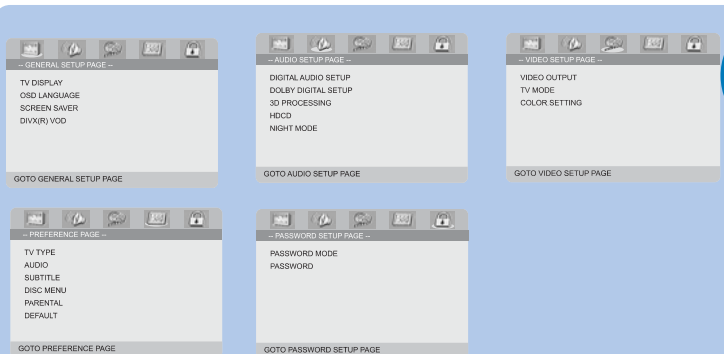 -- GENERAL SETUP PAGE --
TV DISPLAY
OSD LANGUAGE
SCREEN SAVER
DIVX(R) VOD
GOTO GENERAL SETUP PAGE
-- AUDIO SETUP PAGE --
DIGITAL AUDIO SETUP
DOLBY DIGITAL SETUP
3D PROCESSING
HDCD
NIGHT MODE
GOTO AUDIO SETUP PAGE
-- VIDEO SETUP PAGE --
VIDEO OUTPUT
TV MODE
COLOR SETTING
GOTO VIDEO SETUP PAGE
-- PREFERENCE PAGE --
TV TYPE
AUDIO
SUBTITLE
DISC MENU
PARENTAL
DEFAULT
GOTO PREFERENCE PAGE
-- PASSWORD SETUP PAGE --
PASSWORD MODE
PASSWORD
GOTO PASSWORD SETUP PAGE